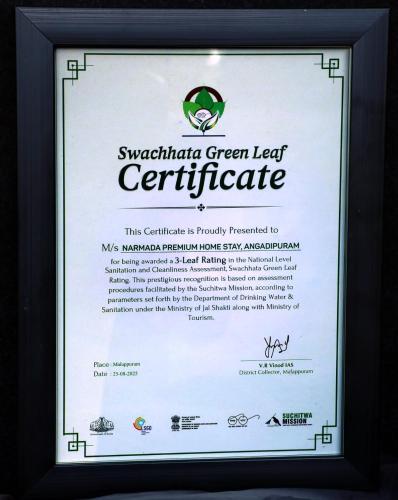 Swachhata Green Leaf
Certificate
This Certificate is Proudly Presented to
M/s NARMADA PREMIUM HOME STAY, ANGADIPURAM
for being awarded a 3-Leaf Rating in the National Level
Sanitation and Cleanliness Assessment, Swachhata Green Leaf
Rating. This prestigious recognition is based on assessment
procedures facilitated by the Suchitwa Mission, according to
parameters set forth by the Department of Drinking Water &
Sanitation under the Ministry of Jal Shakti along with Ministry of
Tourism.
Place: Malappuram
Date : 25-08-2025
V.R Vinod IAS
District Collector, Malappuram
LSGD
SUCHITWA
MISSION